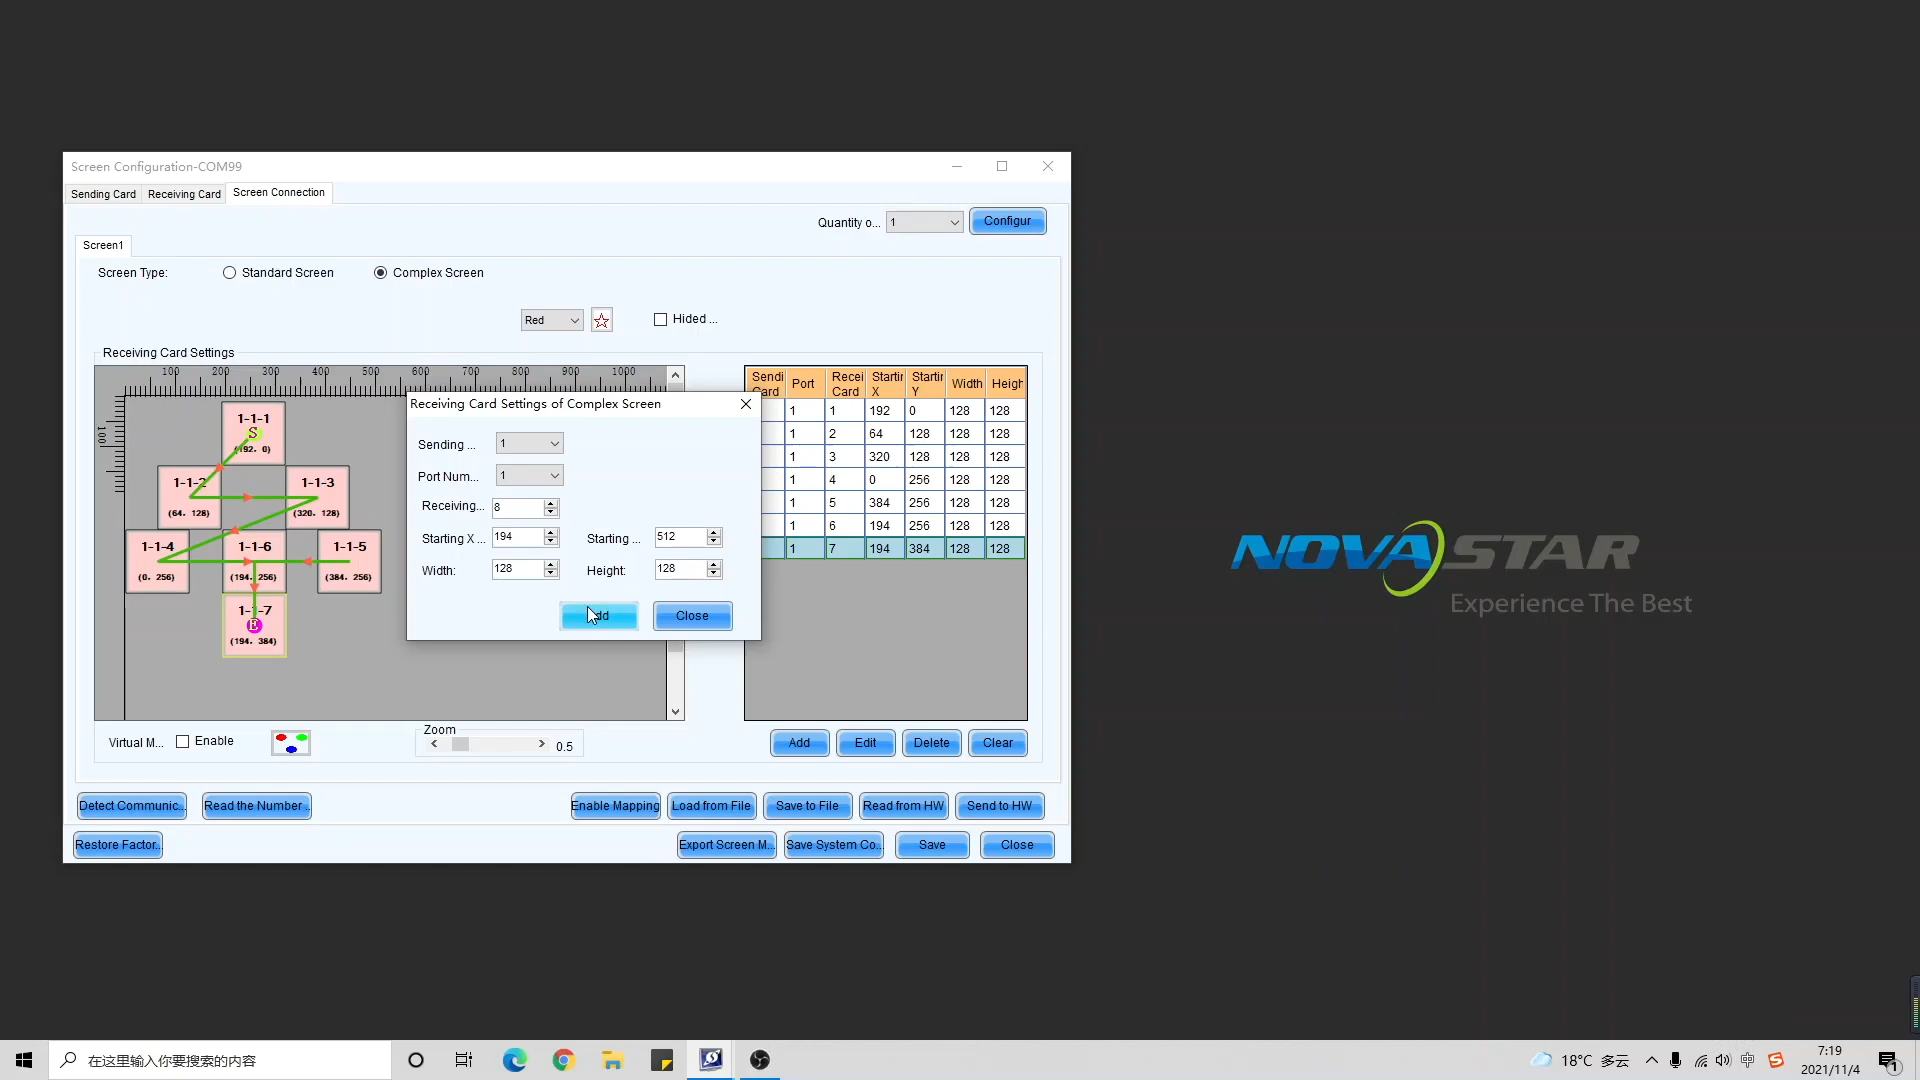 Screen Configuration-COM99
Sending Card Receiving Card Screen Connection
Quantity o... 1 Configur
Screen1
Screen Type: Standard Screen Complex Screen
Red Hided ...
Receiving Card Settings
100 200 300 400 500 600 700 800 900 1000
100
1-1-1
S
(192, 0)
1-1-2 1-1-3
(64, 128) (320, 128)
1-1-4 1-1-6 1-1-5
(0, 256) (194, 256) (384, 256)
1-1-7
E
(194, 384)
Receiving Card Settings of Complex Screen
Sending ... 1
Port Num... 1
Receiving... 8
Starting X ... 194 Starting ... 512
Width: 128 Height: 128
Close
Sendi Port Recei Startir Startir Width Heigh
Card X Y
1 1 192 0 128 128
1 2 64 128 128 128
1 3 320 128 128 128
1 4 0 256 128 128
1 5 384 256 128 128
1 6 194 256 128 128
1 7 194 384 128 128
Virtual M... Enable
Zoom
0.5
Add Edit Delete Clear
Detect Communic... Read the Number ... Enable Mapping Load from File Save to File Read from HW Send to HW
Restore Factor... Export Screen M... Save System Co... Save Close
NOVASTAR
Experience The Best
在这里输入你要搜索的内容
18°C 多云
中
7:19
2021/11/4
1